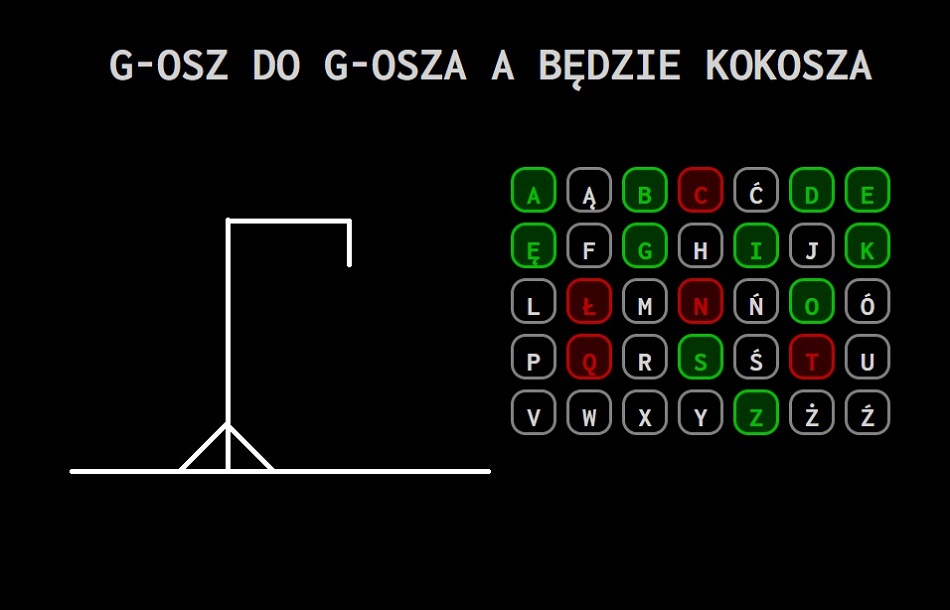 G-OSZ DO G-OSZA A BĘDZIE KOKOSZA
A Ą B C Ć D E
Ę F G H I J K
L Ł M N Ń O Ó
P Q R S Ś T U
V W X Y Z Ż Ź